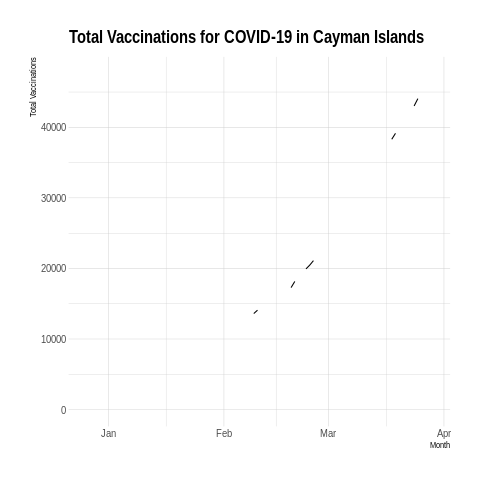 Total Vaccinations for COVID-19 in Cayman Islands
Total Vaccinations
40000
30000
20000
10000
0
Jan Feb Mar Apr
Month